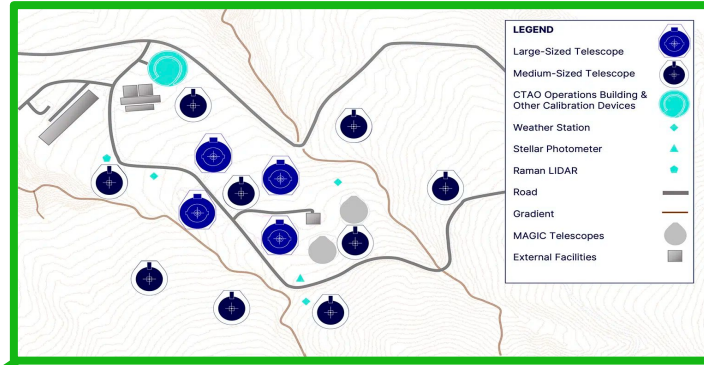 LEGEND
Large-Sized Telescope
Medium-Sized Telescope
CTAO Operations Building &
Other Calibration Devices
Weather Station
Stellar Photometer
Raman LIDAR
Road
Gradient
MAGIC Telescopes
External Facilities